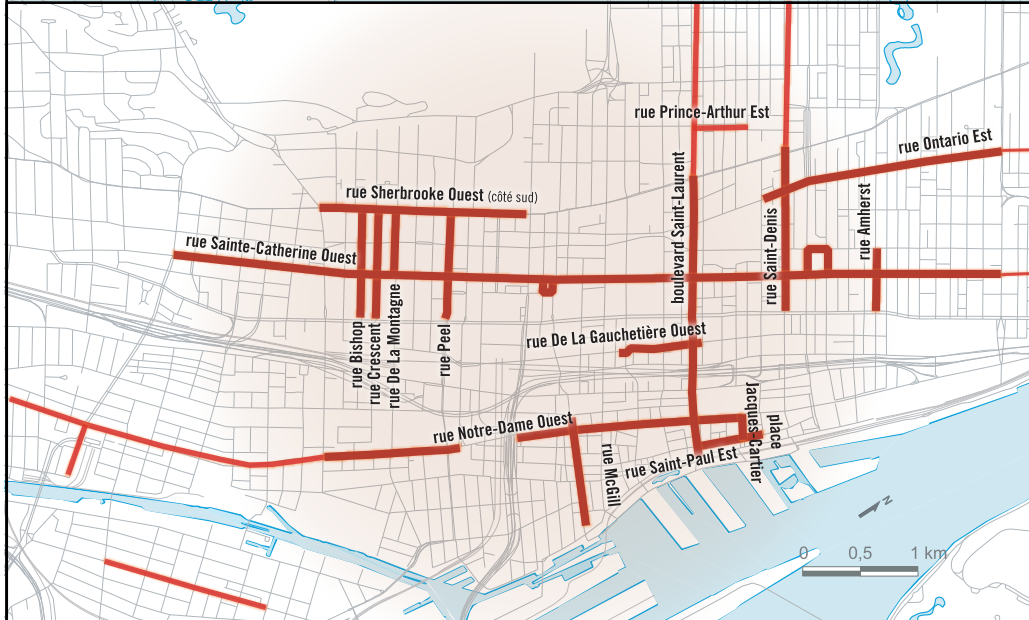 rue Prince-Arthur Est
rue Ontario Est
boulevard Saint-Laurent
rue Sherbrooke Ouest (côté sud)
rue Amherst
rue Saint-Denis
rue Sainte-Catherine Ouest
rue De La Montagne
rue Bishop
rue Crescent
rue Peel
rue De La Gauchetière Ouest
place
Jacques-Cartier
rue Notre-Dame Ouest
rue McGill
rue Saint-Paul Est
N
0 0,5 1 km